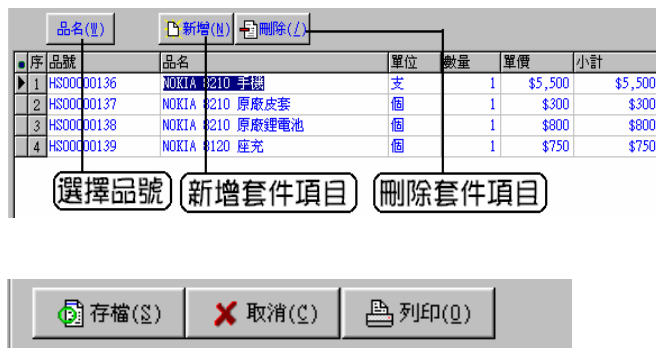 品名(W) 新增(N) 刪除(/)
序 品號 品名 單位 數量 單價 小計
1 HS00000136 NOKIA 8210 手機 支 1 $5,500 $5,500
2 HS00000137 NOKIA 8210 原廠皮套 個 1 $300 $300
3 HS00000138 NOKIA 8210 原廠鋰電池 個 1 $800 $800
4 HS00000139 NOKIA 8120 座充 個 1 $750 $750
選擇品號 新增套件項目 刪除套件項目
存檔(S) 取消(C) 列印(O)